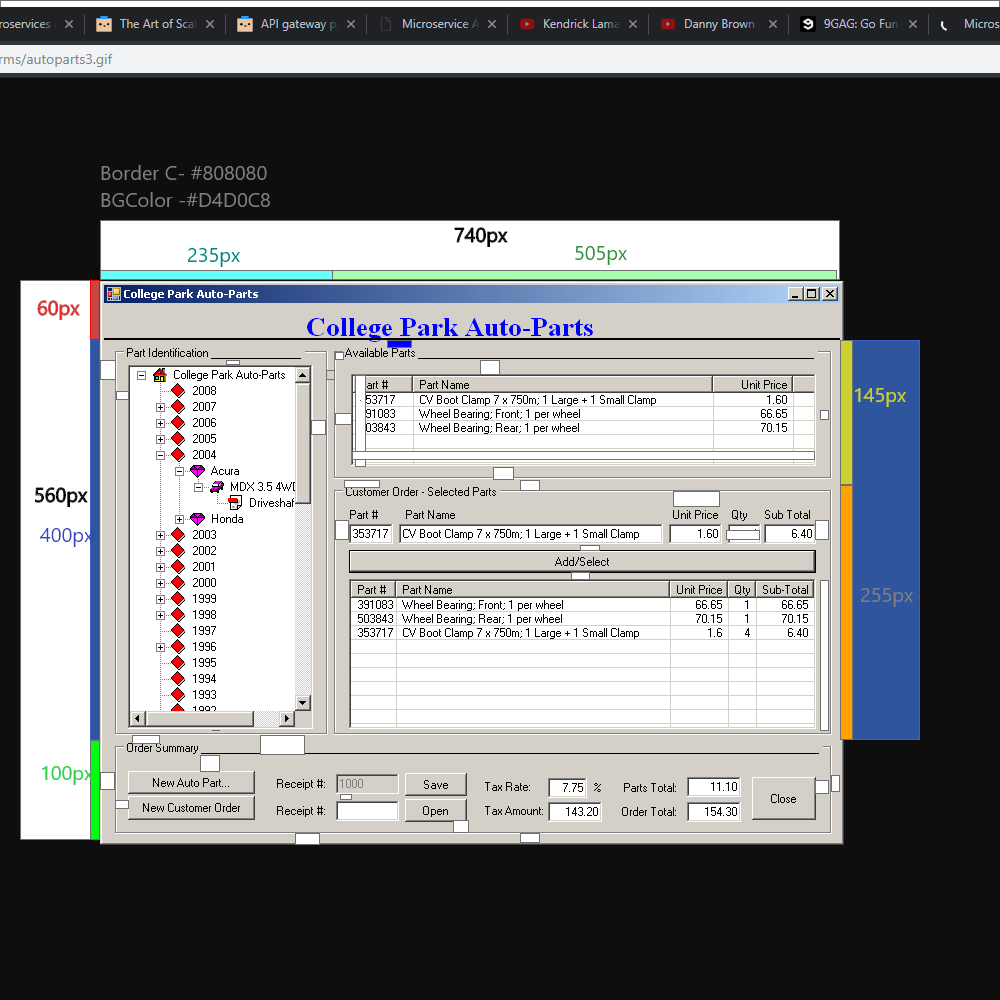 roservices
The Art of Scal
API gateway p
Microservice A
Kendrick Lama
Danny Brown
9GAG: Go Fun
Micros
rms/autoparts3.gif
Border C- #808080
BGColor -#D4D0C8
740px
235px
505px
60px
560px
400px
100px
145px
255px
College Park Auto-Parts
College Park Auto-Parts
Part Identification
College Park Auto-Parts
2008
2007
2006
2005
2004
Acura
MDX 3.5 4WD
Driveshaf
Honda
2003
2002
2001
2000
1999
1998
1997
1996
1995
1994
1993
1992
Available Parts
art # Part Name Unit Price
53717 CV Boot Clamp 7 x 750m; 1 Large + 1 Small Clamp 1.60
91083 Wheel Bearing; Front; 1 per wheel 66.65
03843 Wheel Bearing; Rear; 1 per wheel 70.15
Customer Order - Selected Parts
Part # Part Name Unit Price Qty Sub Total
353717 CV Boot Clamp 7 x 750m; 1 Large + 1 Small Clamp 1.60 6.40
Add/Select
Part # Part Name Unit Price Qty Sub-Total
391083 Wheel Bearing; Front; 1 per wheel 66.65 1 66.65
503843 Wheel Bearing; Rear; 1 per wheel 70.15 1 70.15
353717 CV Boot Clamp 7 x 750m; 1 Large + 1 Small Clamp 1.6 4 6.40
Order Summary
New Auto Part... Receipt #: 1000 Save Tax Rate: 7.75 % Parts Total: 11.10
New Customer Order Receipt #: Open Tax Amount: 143.20 Order Total: 154.30
Close